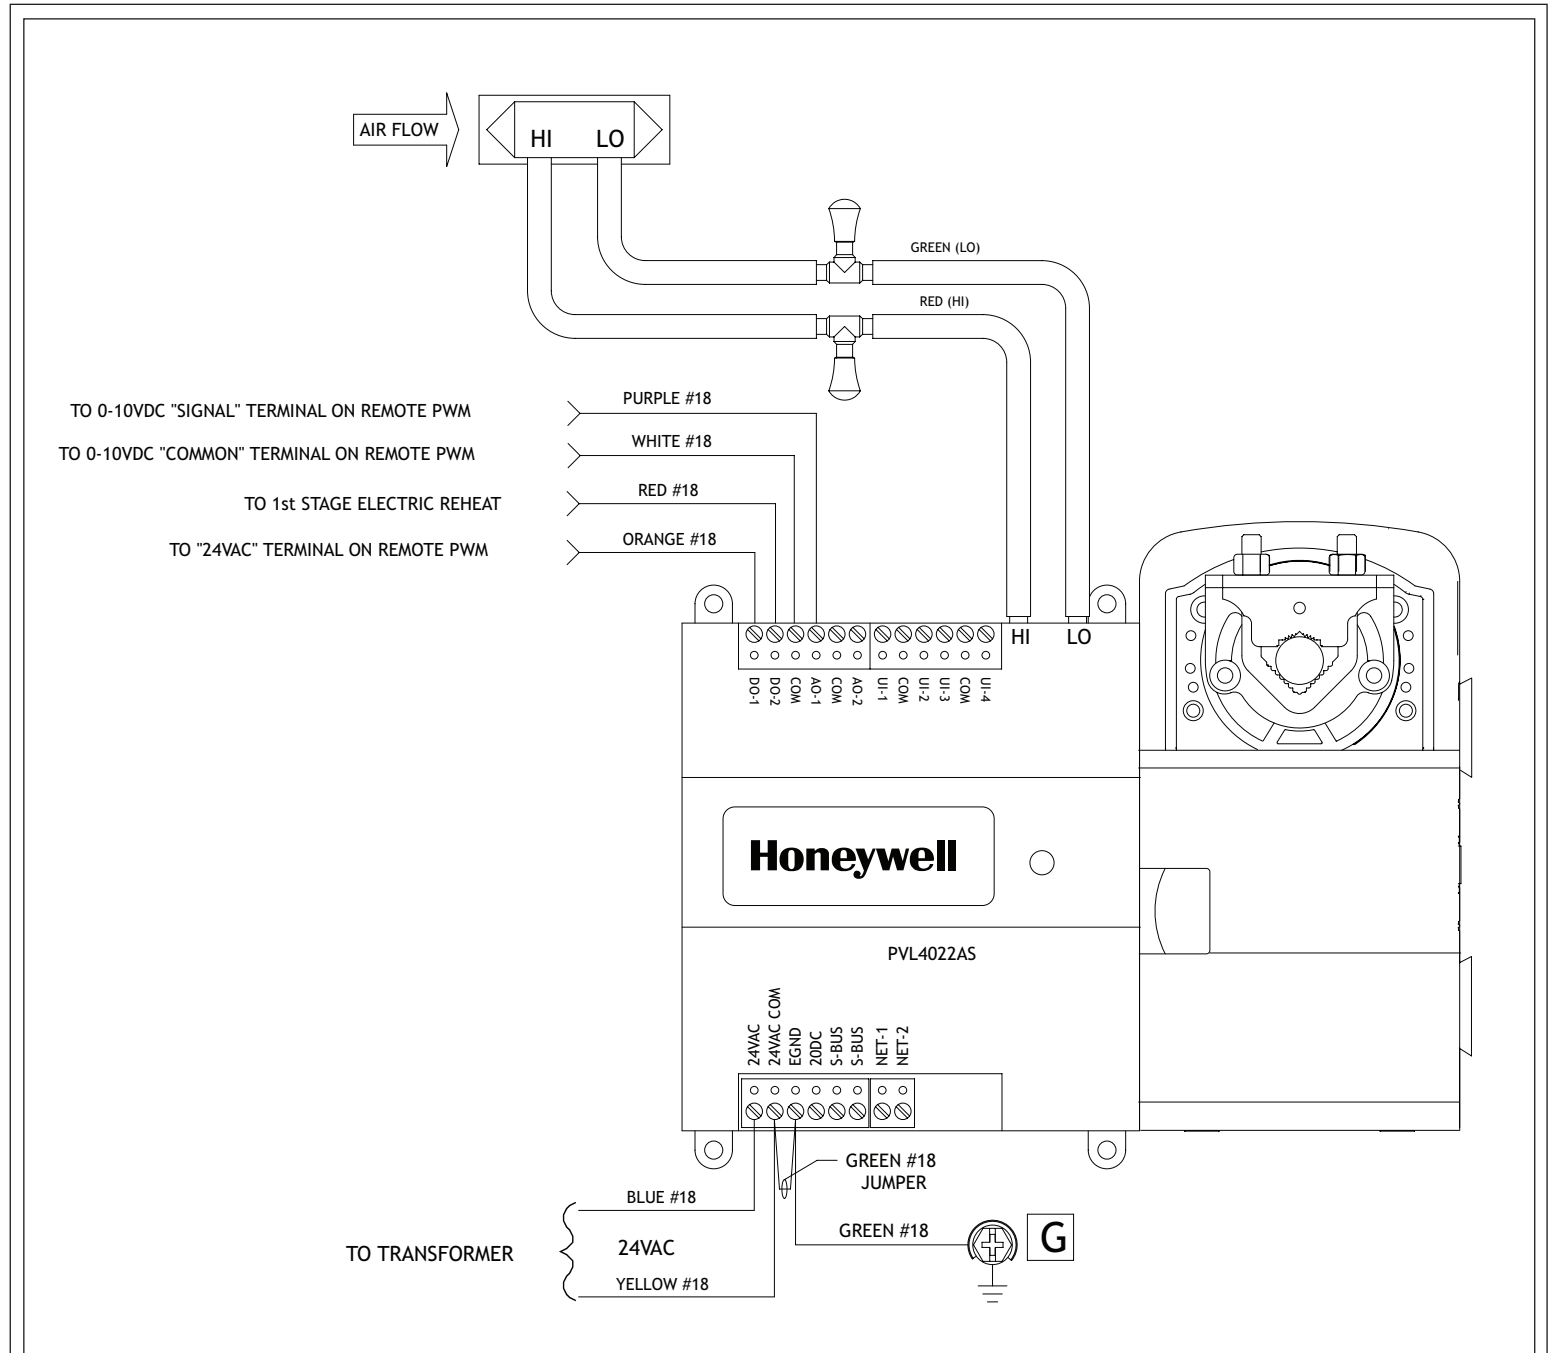 AIR FLOW
HI LO
GREEN (LO)
RED (HI)
PURPLE #18
TO 0-10VDC "SIGNAL" TERMINAL ON REMOTE PWM
WHITE #18
TO 0-10VDC "COMMON" TERMINAL ON REMOTE PWM
RED #18
TO 1st STAGE ELECTRIC REHEAT
ORANGE #18
TO "24VAC" TERMINAL ON REMOTE PWM
HI LO
DO-1
DO-2
COM
AO-1
COM
AO-2
UI-1
COM
UI-2
UI-3
COM
UI-4
Honeywell
PVL4022AS
24VAC
24VAC COM
EGND
20DC
S-BUS
S-BUS
NET-1
NET-2
GREEN #18
JUMPER
BLUE #18
GREEN #18
G
TO TRANSFORMER
24VAC
YELLOW #18